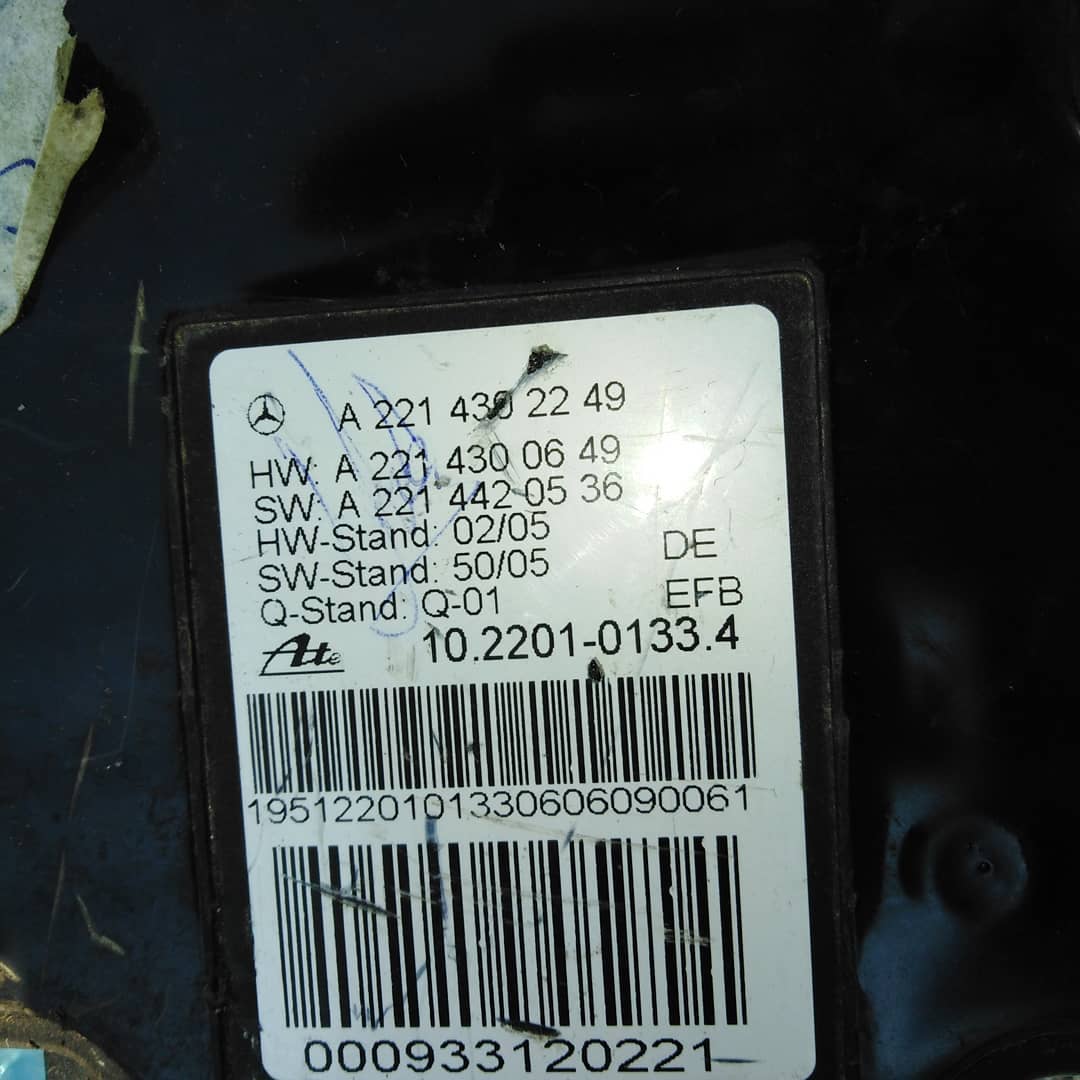 A 221 430 22 49
HW: A 221 430 06 49
SW: A 221 442 05 36
HW-Stand: 02/05
SW-Stand: 50/05 DE
Q-Stand: Q-01 EFB
Ate 10.2201-0133.4
1951220101330606090061
000933120221